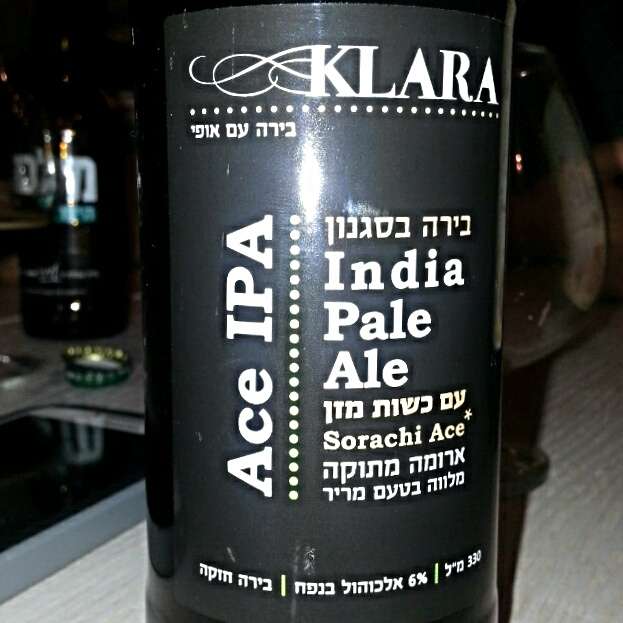 KLARA
בירה עם אופי
Ace IPA
בירה בסגנון
India
Pale
Ale
עם כשות מזן
Sorachi Ace*
ארומה מתוקה
מלווה בטעם מריר
330 מ"ל | 6% אלכוהול בנפח | בירה חזקה